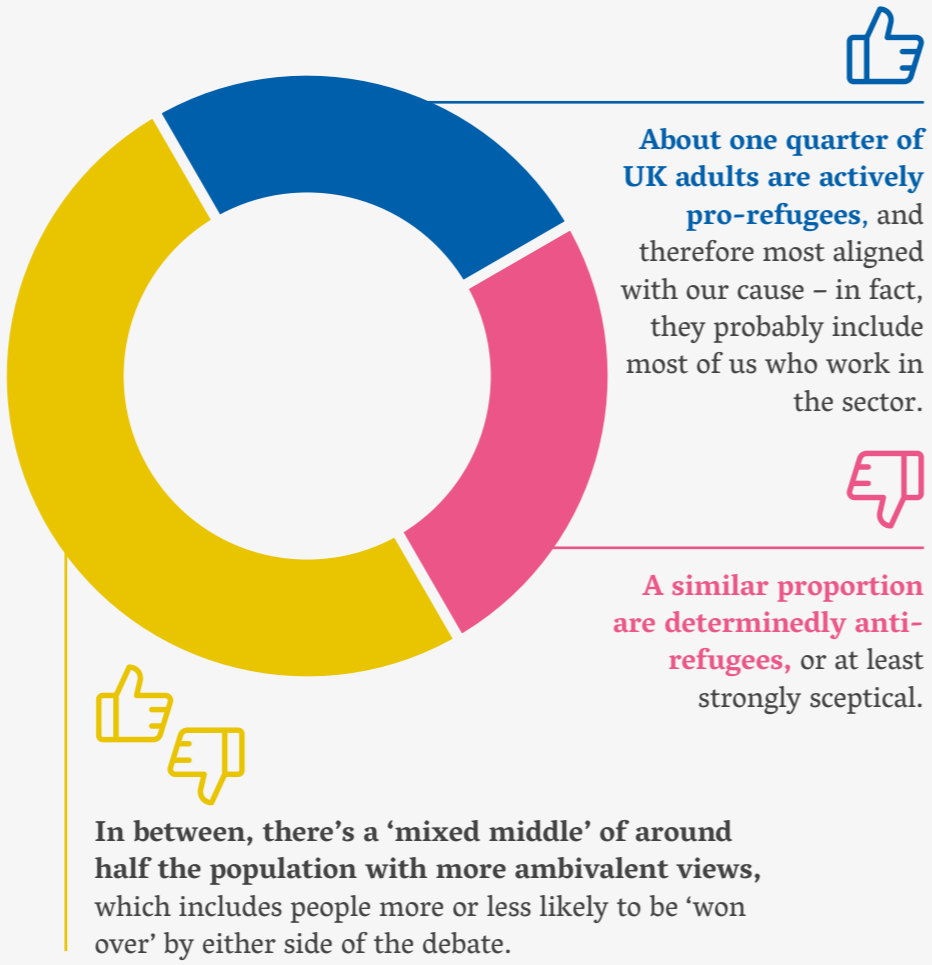 About one quarter of
UK adults are actively
pro-refugees, and
therefore most aligned
with our cause – in fact,
they probably include
most of us who work in
the sector.
A similar proportion
are determinedly anti-
refugees, or at least
strongly sceptical.
In between, there’s a ‘mixed middle’ of around
half the population with more ambivalent views,
which includes people more or less likely to be ‘won
over’ by either side of the debate.